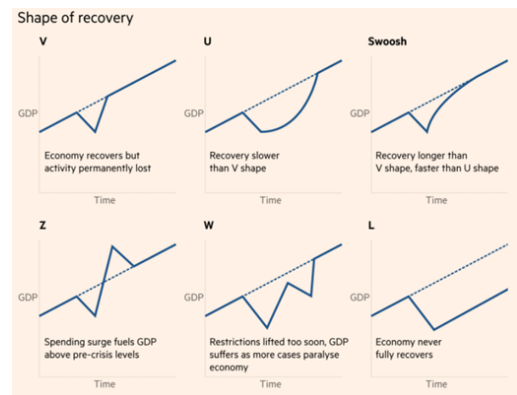 Shape of recovery
V
GDP
Economy recovers but
activity permanently lost
Time
U
GDP
Recovery slower
than V shape
Time
Swoosh
GDP
Recovery longer than
V shape, faster than U shape
Time
Z
GDP
Spending surge fuels GDP
above pre-crisis levels
Time
W
GDP
Restrictions lifted too soon, GDP
suffers as more cases paralyse
economy
Time
L
GDP
Economy never
fully recovers
Time